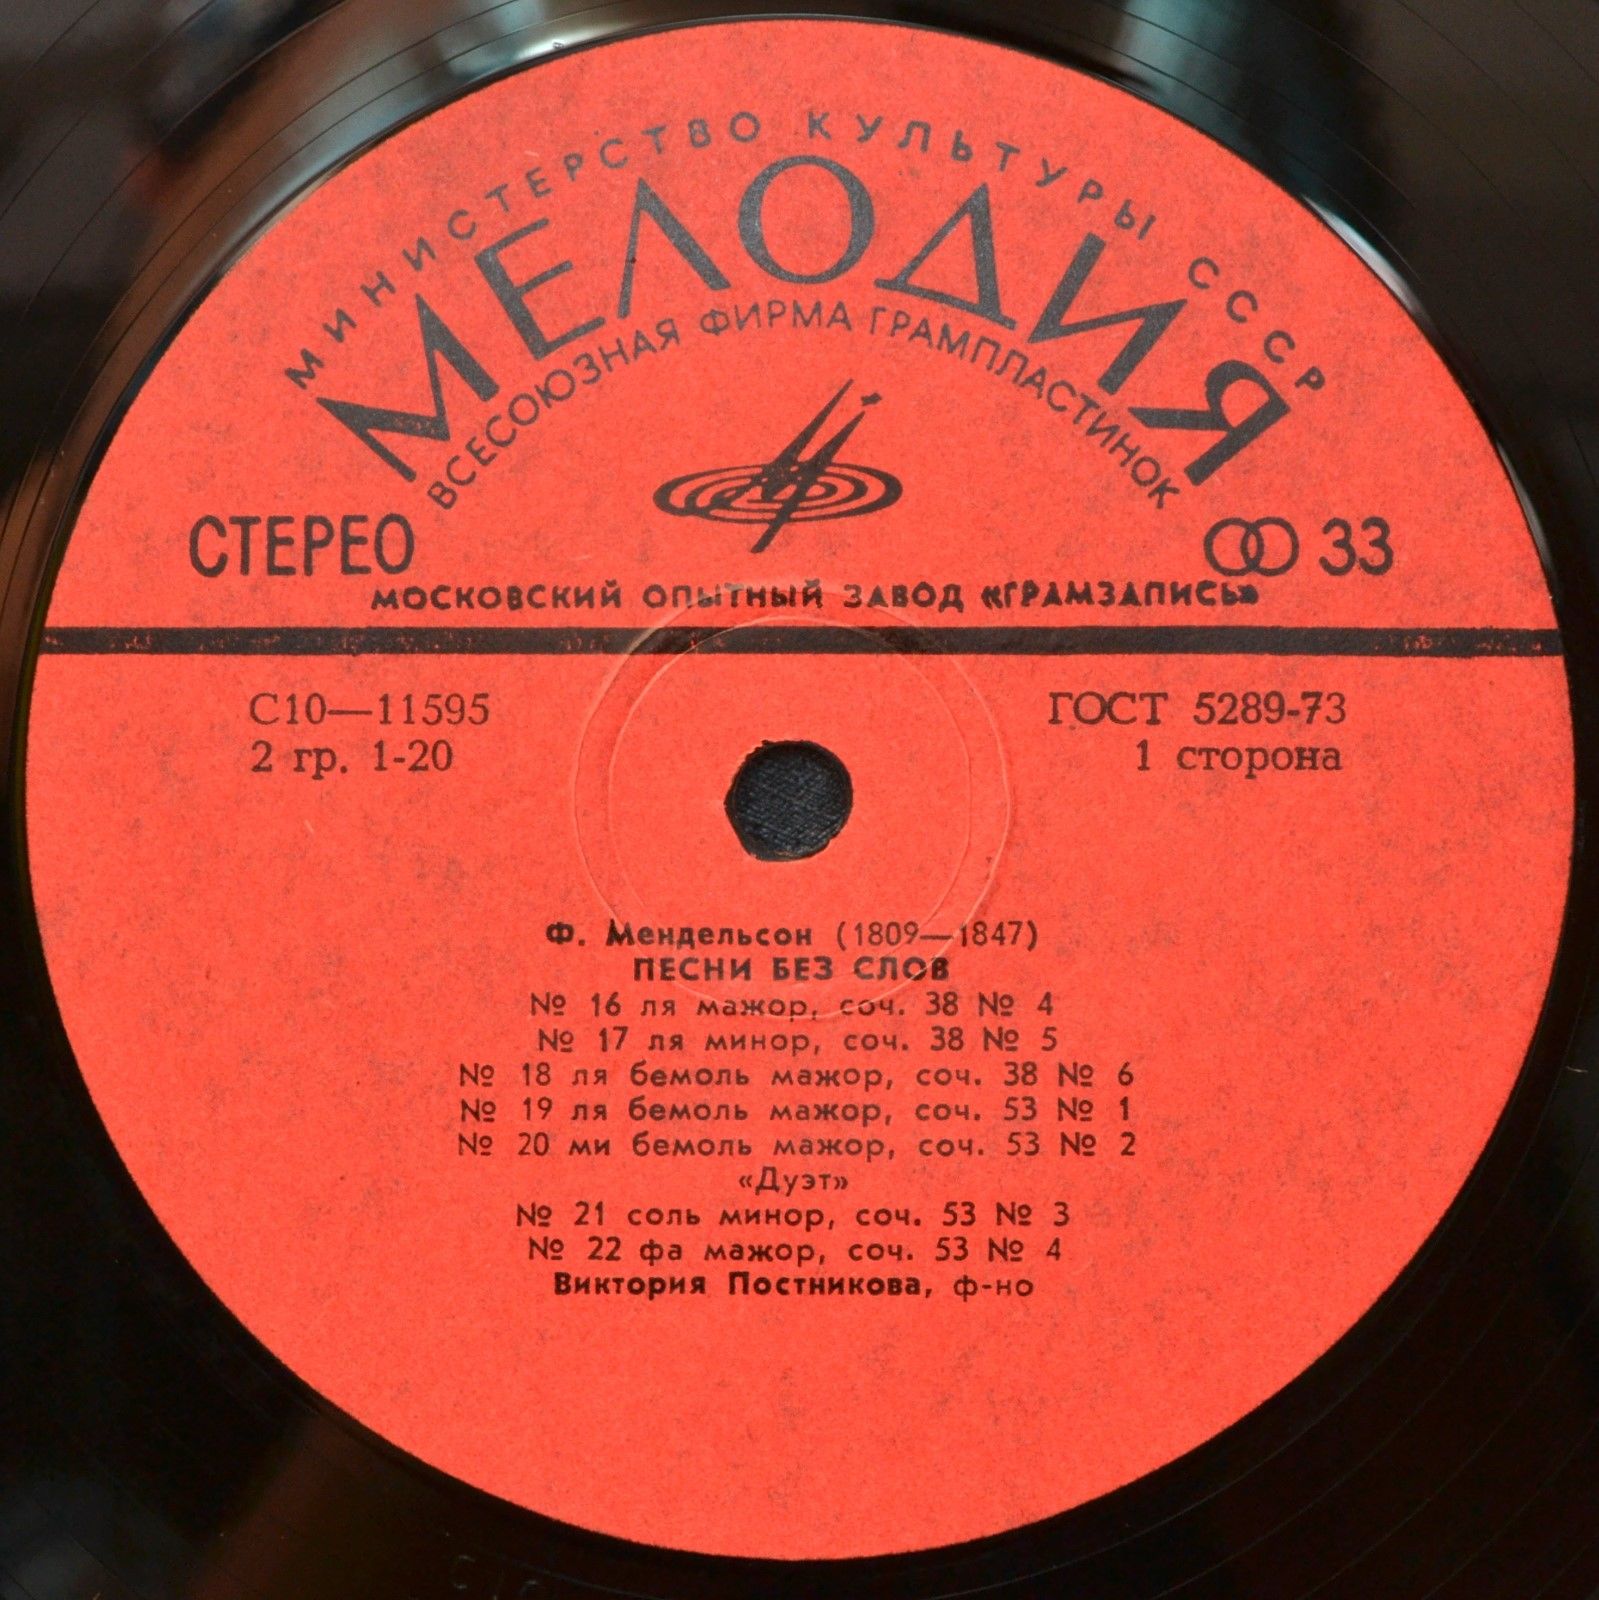 МИНИСТЕРСТВО КУЛЬТУРЫ СССР
МЕЛОДИЯ
ВСЕСОЮЗНАЯ ФИРМА ГРАМПЛАСТИНОК
СТЕРЕО 33
МОСКОВСКИЙ ОПЫТНЫЙ ЗАВОД «ГРАМЗАПИСЬ»
С10—11595 ГОСТ 5289-73
2 гр. 1-20 1 сторона
Ф. Мендельсон (1809—1847)
ПЕСНИ БЕЗ СЛОВ
№ 16 ля мажор, соч. 38 № 4
№ 17 ля минор, соч. 38 № 5
№ 18 ля бемоль мажор, соч. 38 № 6
№ 19 ля бемоль мажор, соч. 53 № 1
№ 20 ми бемоль мажор, соч. 53 № 2
«Дуэт»
№ 21 соль минор, соч. 53 № 3
№ 22 фа мажор, соч. 53 № 4
Виктория Постникова, ф-но